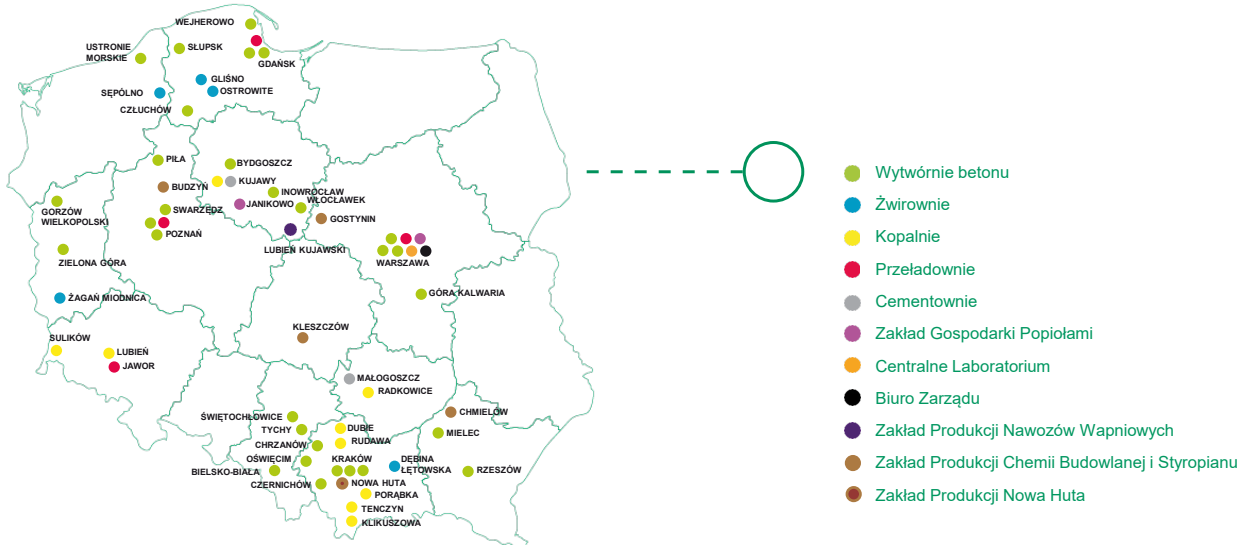 WEJHEROWO
USTRONIE
MORSKIE
SŁUPSK
GDAŃSK
GLIŚNO
SĘPÓLNO
OSTROWITE
CZŁUCHÓW
PIŁA
BYDGOSZCZ
BUDZYŃ
KUJAWY
INOWROCŁAW
JANIKOWO
WŁOCŁAWEK
GORZÓW
WIELKOPOLSKI
SWARZĘDZ
GOSTYNIN
POZNAŃ
LUBIEŃ KUJAWSKI
WARSZAWA
ZIELONA GÓRA
GÓRA KALWARIA
ŻAGAŃ MIODNICA
KLESZCZÓW
SULIKÓW
LUBIEŃ
JAWOR
MAŁOGOSZCZ
RADKOWICE
CHMIELÓW
ŚWIĘTOCHŁOWICE
TYCHY
DUBIE
MIELEC
CHRZANÓW
RUDAWA
OŚWIĘCIM
KRAKÓW
DĘBINA
ŁĘTOWSKA
BIELSKO-BIAŁA
RZESZÓW
CZERNICHÓW
NOWA HUTA
PORĄBKA
TENCZYN
KLIKUSZOWA
Wytwórnie betonu
Żwirownie
Kopalnie
Przeładownie
Cementownie
Zakład Gospodarki Popiołami
Centralne Laboratorium
Biuro Zarządu
Zakład Produkcji Nawozów Wapniowych
Zakład Produkcji Chemii Budowlanej i Styropianu
Zakład Produkcji Nowa Huta